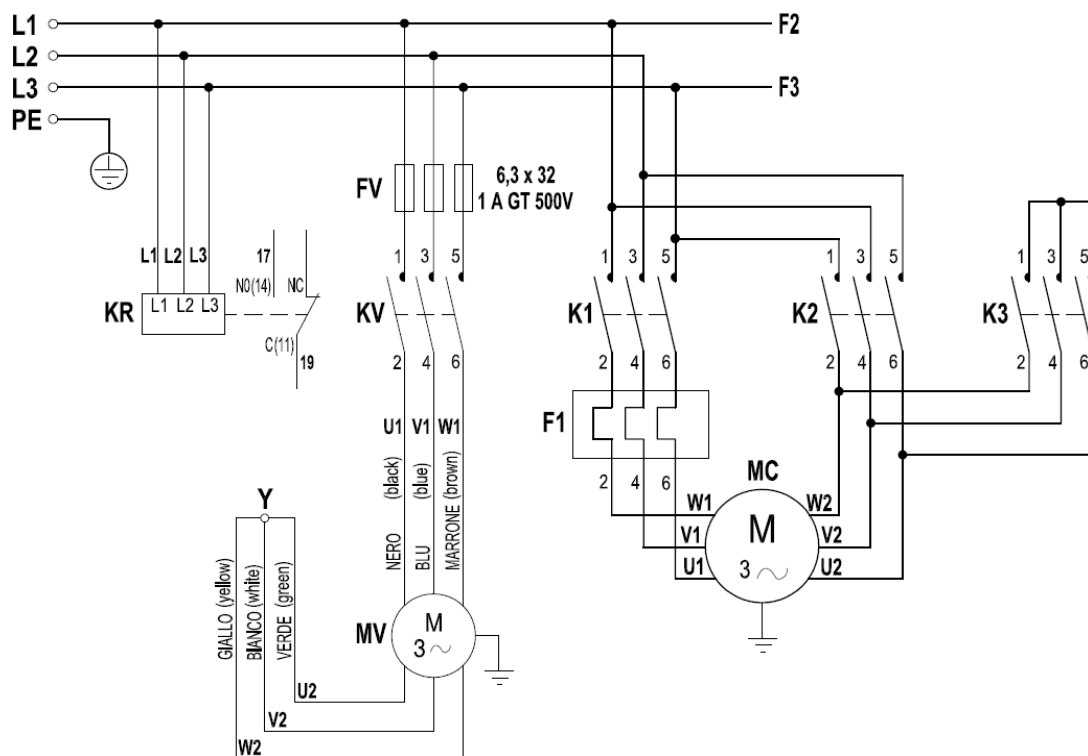 L1
F2
L2
L3
F3
PE
FV
6,3 x 32
1 A GT 500V
L1 L2 L3
17
N0(14)
NC
L1 L2 L3
KR
C(11)
19
1 3 5
KV
2 4 6
1 3 5
K1
2 4 6
1 3 5
K2
2 4 6
1 3 5
K3
2 4 6
F1
2 4 6
U1 V1 W1
NERO (black)
BLU (blue)
MARRONE (brown)
Y
GIALLO (yellow)
BIANCO (white)
VERDE (green)
MC
W1
W2
M
V1
V2
3
U1
U2
MV
M
3
U2
V2
W2